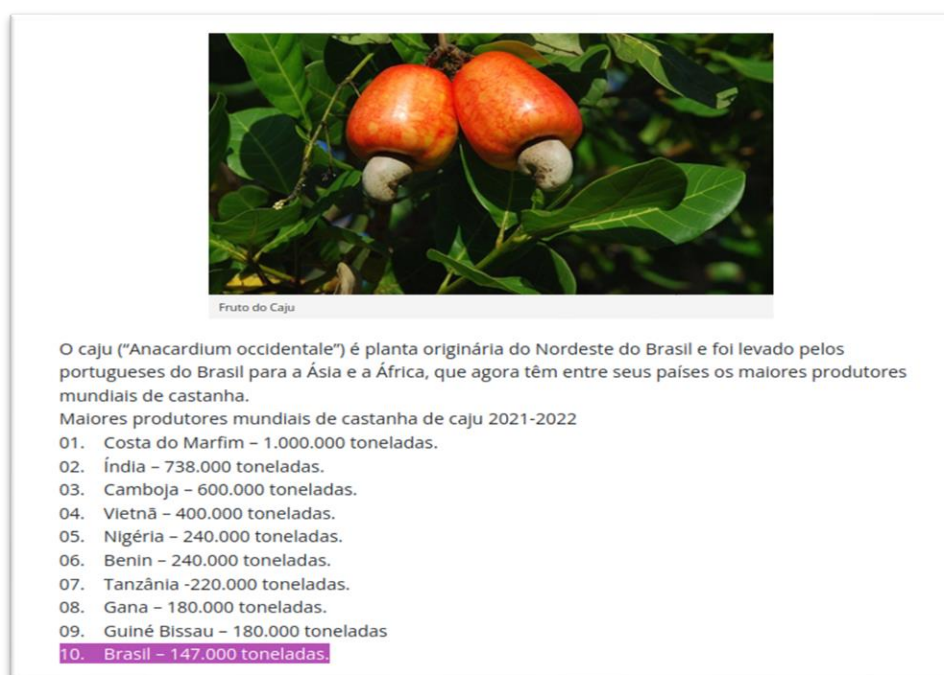 Fruto do Caju
O caju (“Anacardium occidentale”) é planta originária do Nordeste do Brasil e foi levado pelos
portugueses do Brasil para a Ásia e a África, que agora têm entre seus países os maiores produtores
mundiais de castanha.
Maiores produtores mundiais de castanha de caju 2021-2022
01. Costa do Marfim – 1.000.000 toneladas.
02. Índia – 738.000 toneladas.
03. Camboja – 600.000 toneladas.
04. Vietnã – 400.000 toneladas.
05. Nigéria – 240.000 toneladas.
06. Benin – 240.000 toneladas.
07. Tanzânia -220.000 toneladas.
08. Gana – 180.000 toneladas.
09. Guiné Bissau – 180.000 toneladas
10. Brasil – 147.000 toneladas.